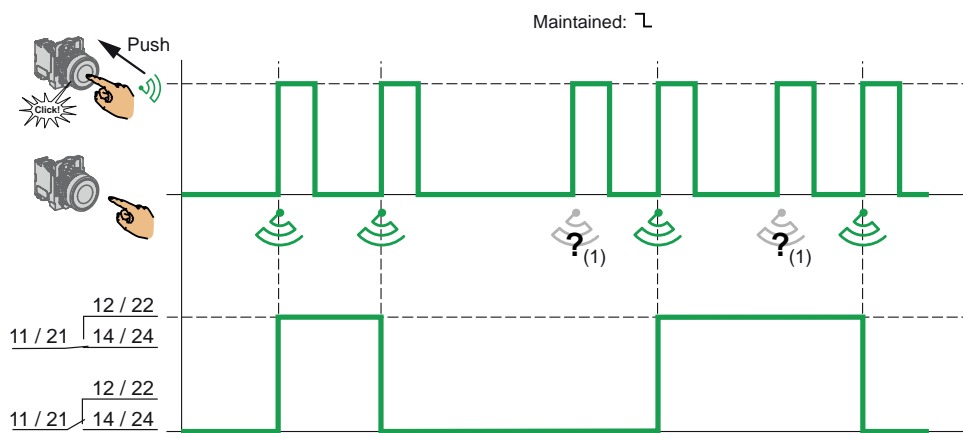 Maintained:
Push
Click!
?(1)
?(1)
12 / 22
11 / 21 14 / 24
12 / 22
11 / 21 14 / 24